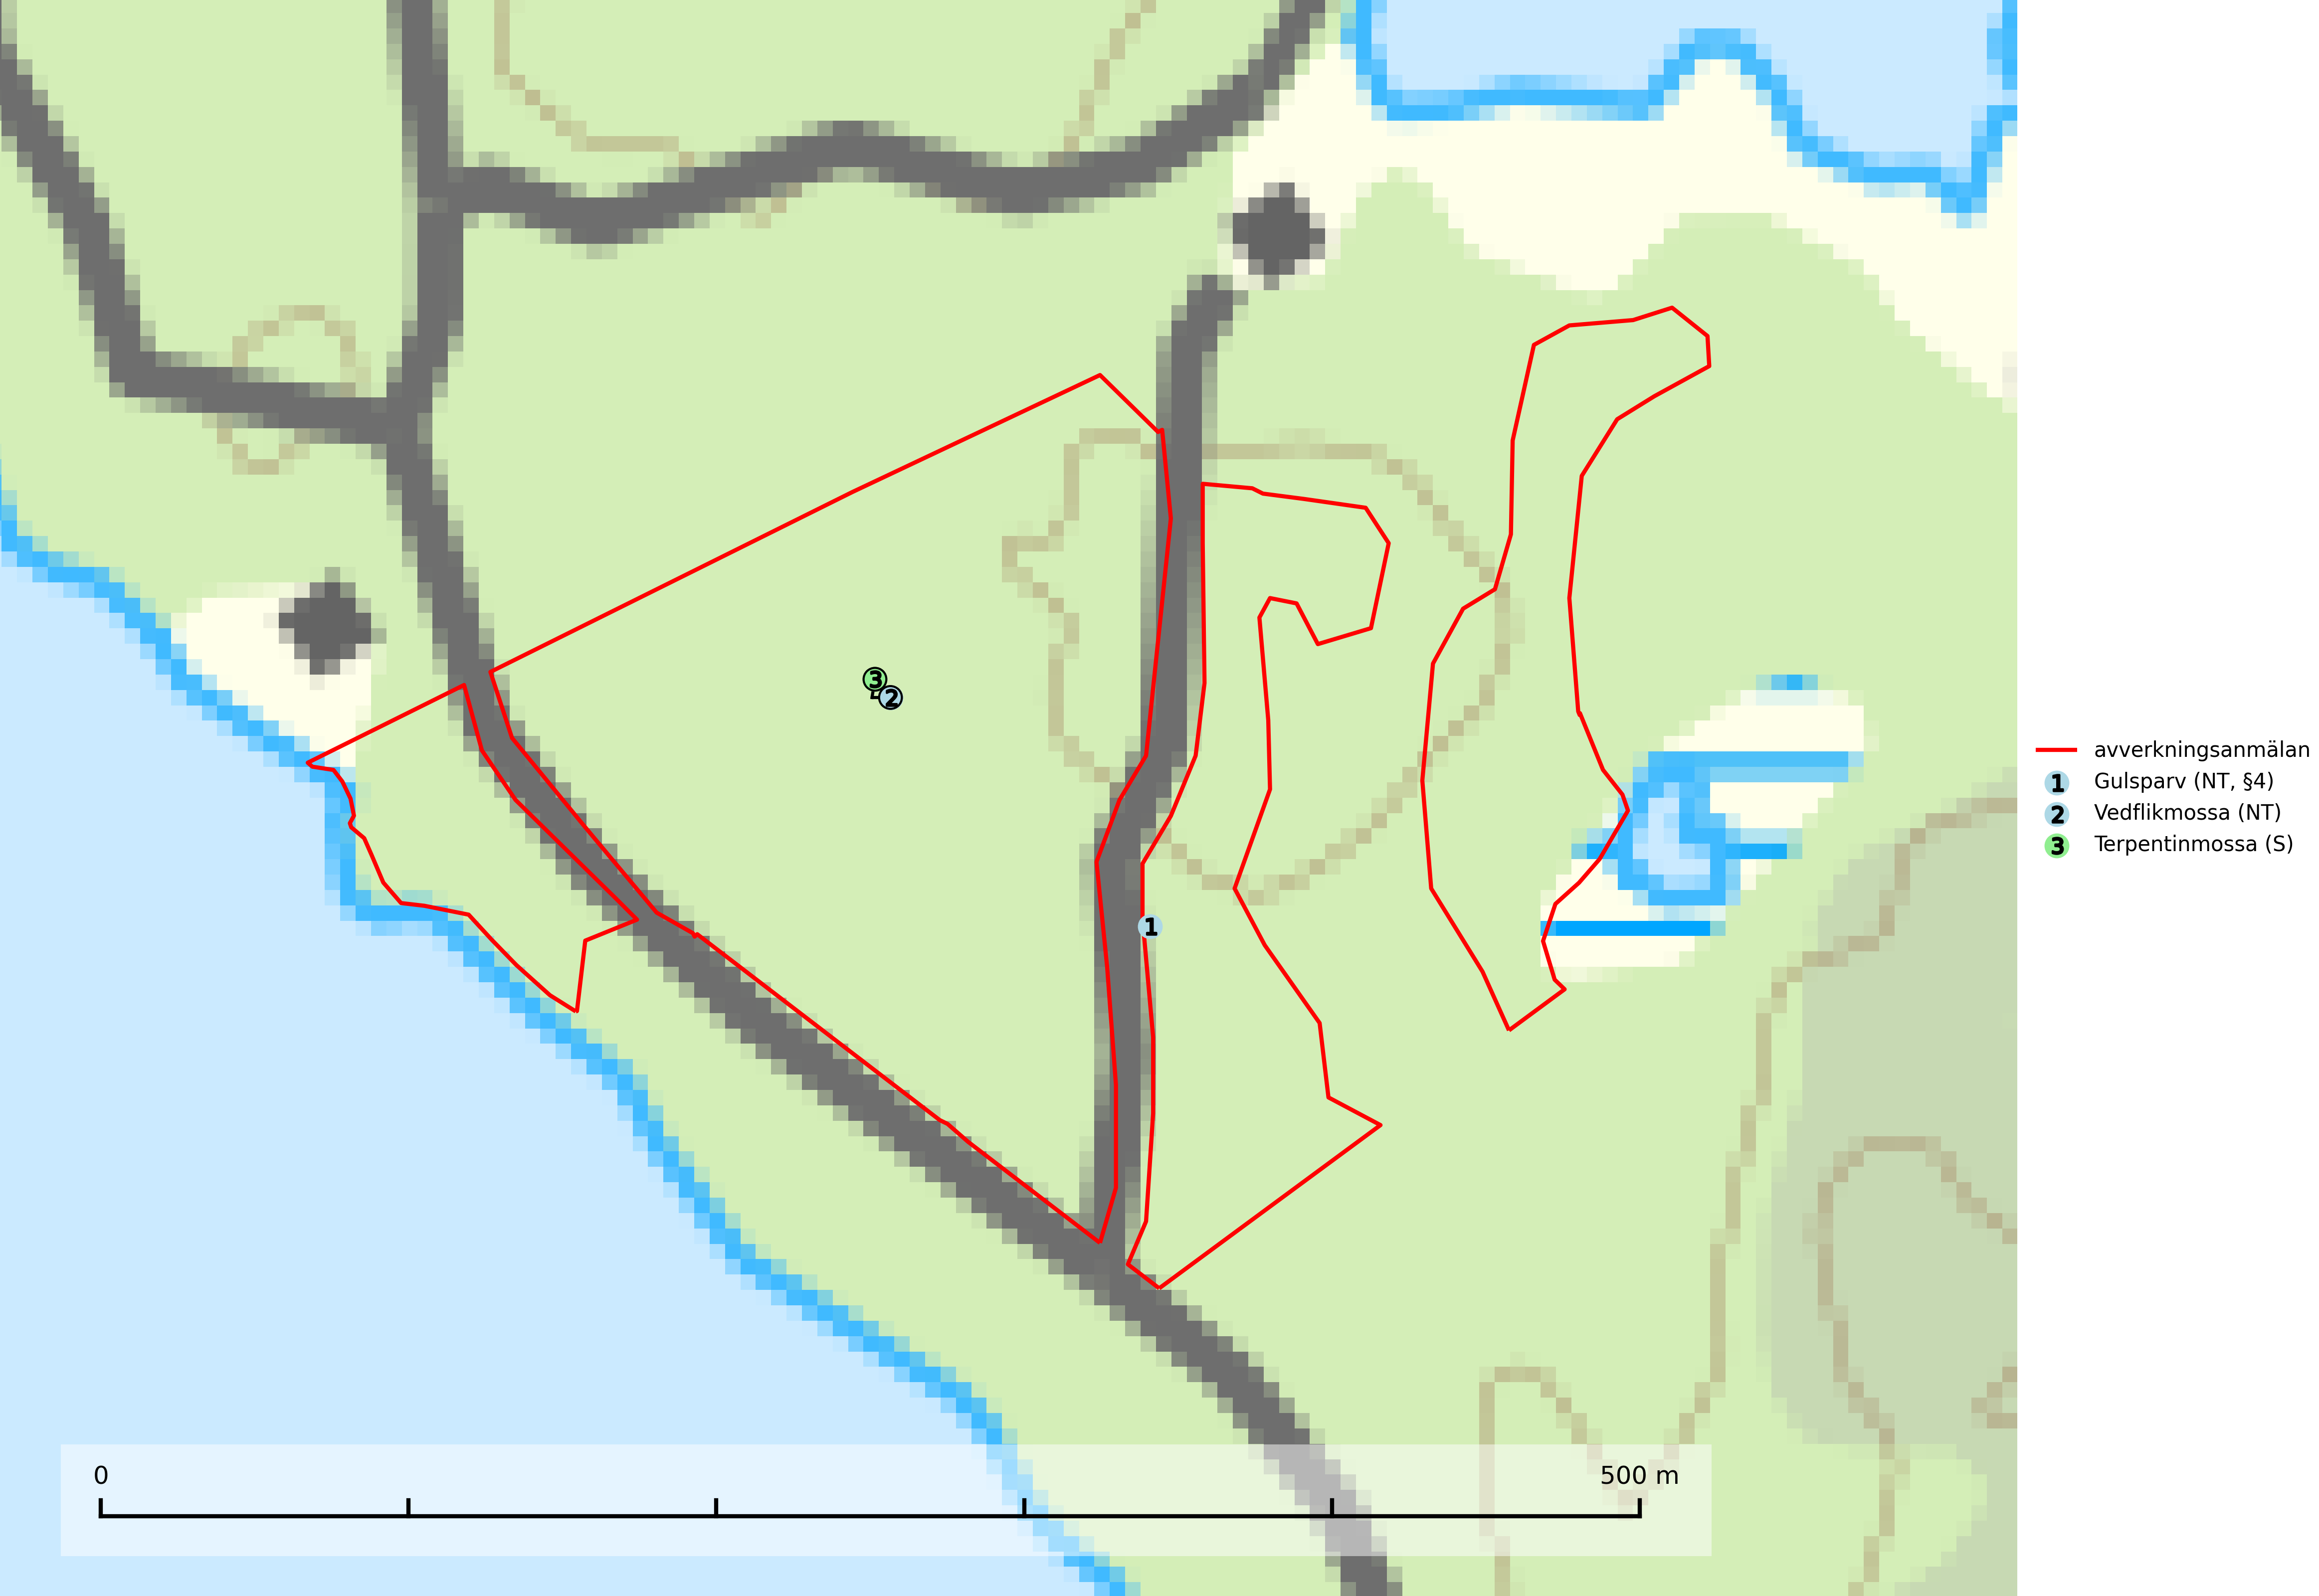 3
2
1
avverkningsanmälan
1 Gulsparv (NT, §4)
2 Vedflikmossa (NT)
3 Terpentinmossa (S)
0 500 m